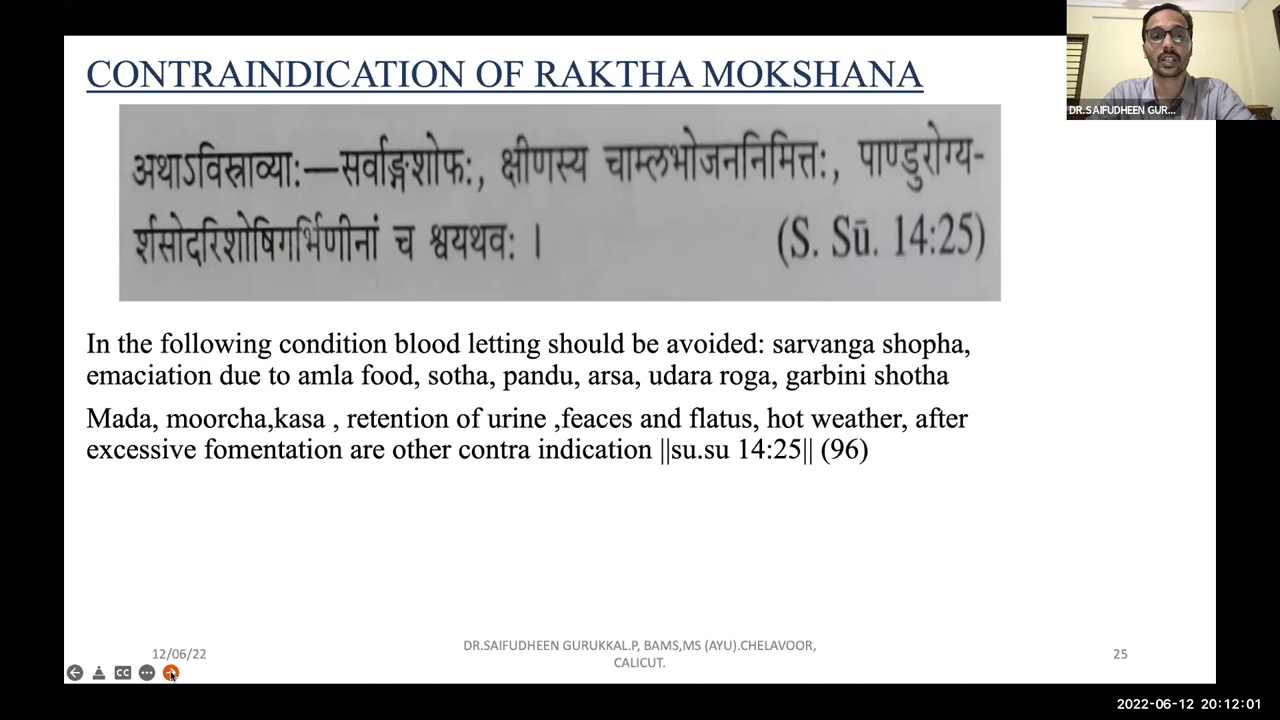 CONTRAINDICATION OF RAKTHA MOKSHANA
DR.SAIFUDHEEN GUR...
अथाऽविस्राव्याः—सर्वाङ्गशोफः, क्षीणस्य चाम्लभोजननिमित्तः, पाण्डुरोग्य-
र्शसोदरिशोषिगर्भिणीनां च श्वयथवः । (S. Sū. 14:25)
In the following condition blood letting should be avoided: sarvanga shopha,
emaciation due to amla food, sotha, pandu, arsa, udara roga, garbini shotha
Mada, moorcha,kasa , retention of urine ,feaces and flatus, hot weather, after
excessive fomentation are other contra indication ||su.su 14:25|| (96)
12/06/22
DR.SAIFUDHEEN GURUKKAL.P, BAMS,MS (AYU).CHELAVOOR,
CALICUT.
25
CC
2022-06-12 20:12:01